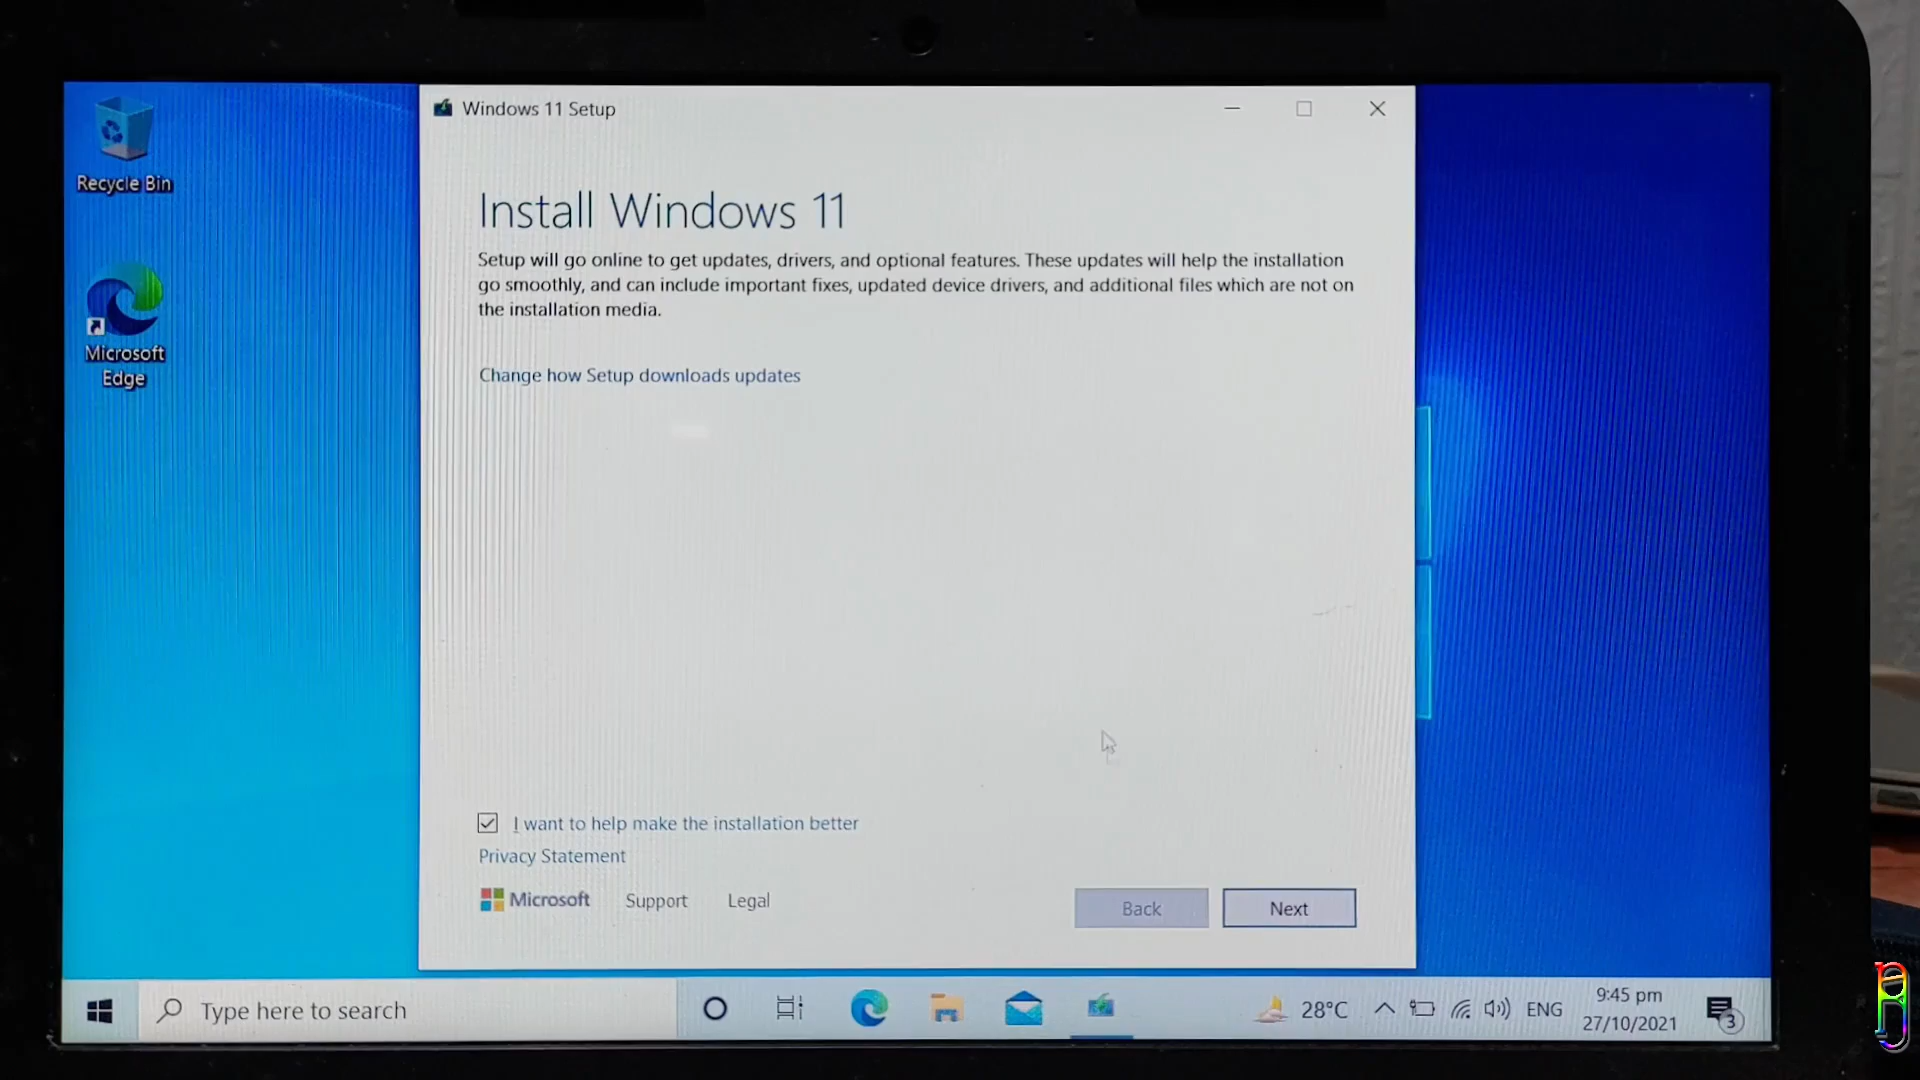 Recycle Bin
Microsoft
Edge
Windows 11 Setup
Install Windows 11
Setup will go online to get updates, drivers, and optional features. These updates will help the installation
go smoothly, and can include important fixes, updated device drivers, and additional files which are not on
the installation media.
Change how Setup downloads updates
I want to help make the installation better
Privacy Statement
Microsoft
Support
Legal
Back
Next
Type here to search
28°C
ENG
9:45 pm
27/10/2021
3